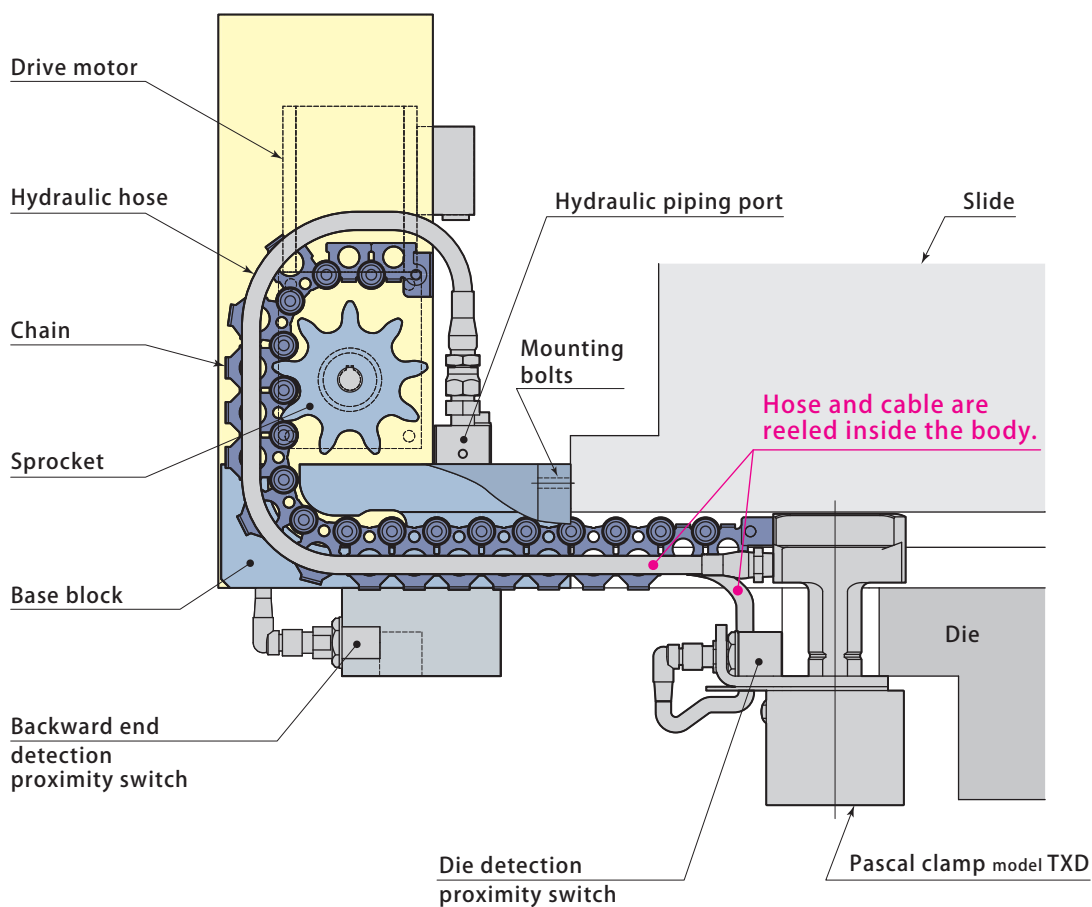 Drive motor
Hydraulic hose
Hydraulic piping port
Slide
Chain
Mounting
bolts
Hose and cable are
reeled inside the body.
Sprocket
Base block
Die
Backward end
detection
proximity switch
Die detection
proximity switch
Pascal clamp model TXD